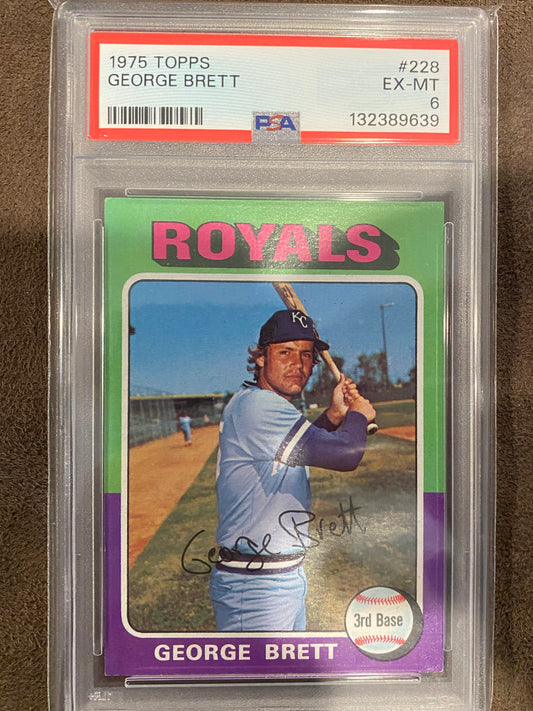 1975 TOPPS #228
GEORGE BRETT EX-MT
6
PSA 132389639
ROYALS
KC
George Brett
3rd Base
GEORGE BRETT